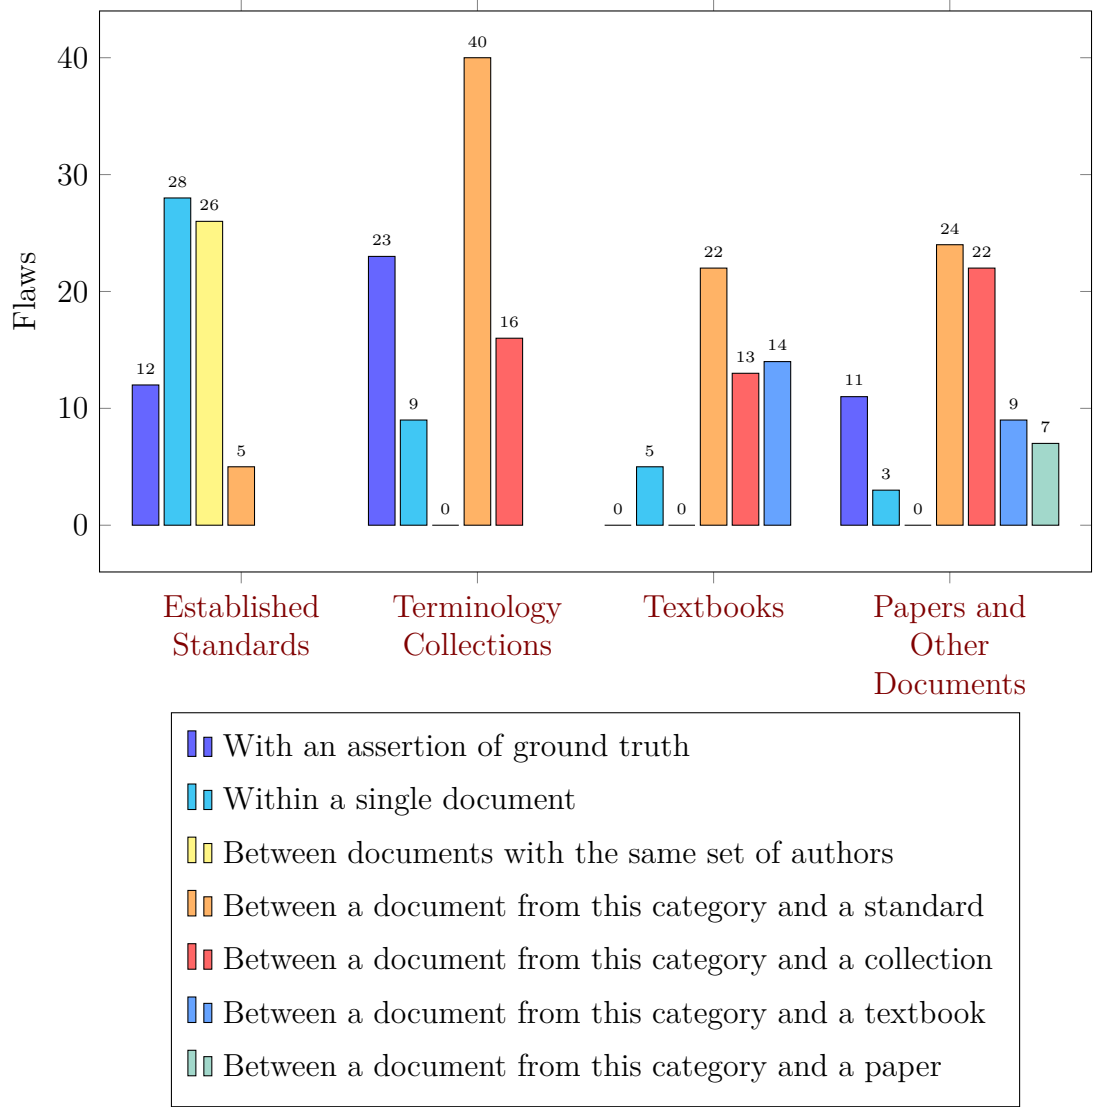 40
30
20
10
0
Flaws
12
28
26
5
23
9
0
40
16
0
5
0
22
13
14
11
3
0
24
22
9
7
Established
Standards
Terminology
Collections
Textbooks
Papers and
Other
Documents
With an assertion of ground truth
Within a single document
Between documents with the same set of authors
Between a document from this category and a standard
Between a document from this category and a collection
Between a document from this category and a textbook
Between a document from this category and a paper